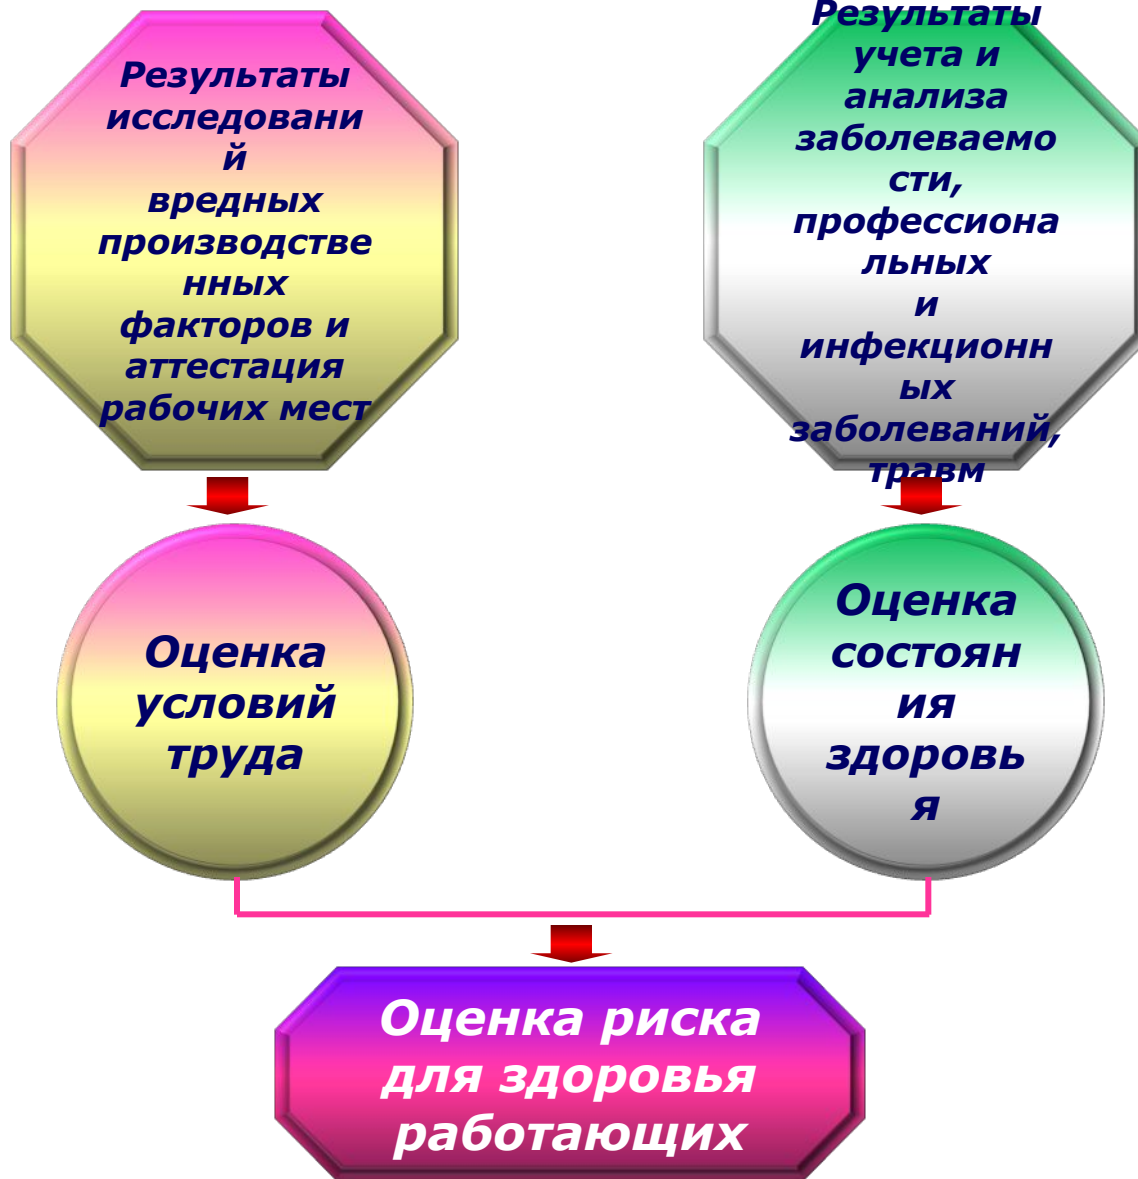 Результаты
исследовани
й
вредных
производстве
нных
факторов и
аттестация
рабочих мест
Результаты
учета и
анализа
заболеваемо
сти,
профессиона
льных
и
инфекционн
ых
заболеваний,
травм
Оценка
условий
труда
Оценка
состоян
ия
здоровь
я
Оценка риска
для здоровья
работающих